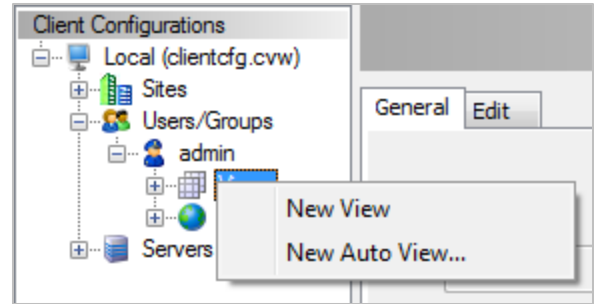 Client Configurations
Local (clientcfg.cvw)
Sites
General Edit
Users/Groups
admin
New View
Servers
New Auto View...